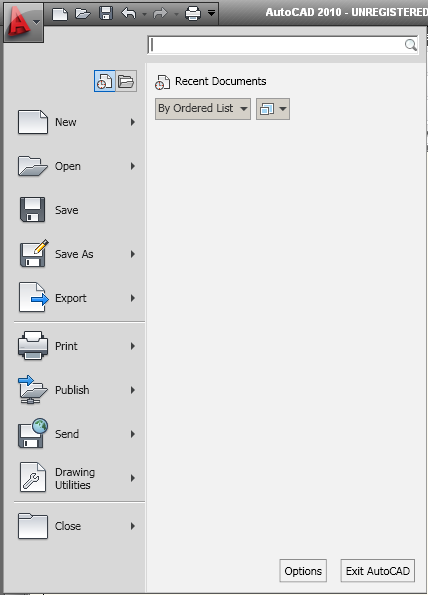 AutoCAD 2010 - UNREGISTERED
Recent Documents
By Ordered List
New
Open
Save
Save As
Export
Print
Publish
Send
Drawing
Utilities
Close
Options
Exit AutoCAD